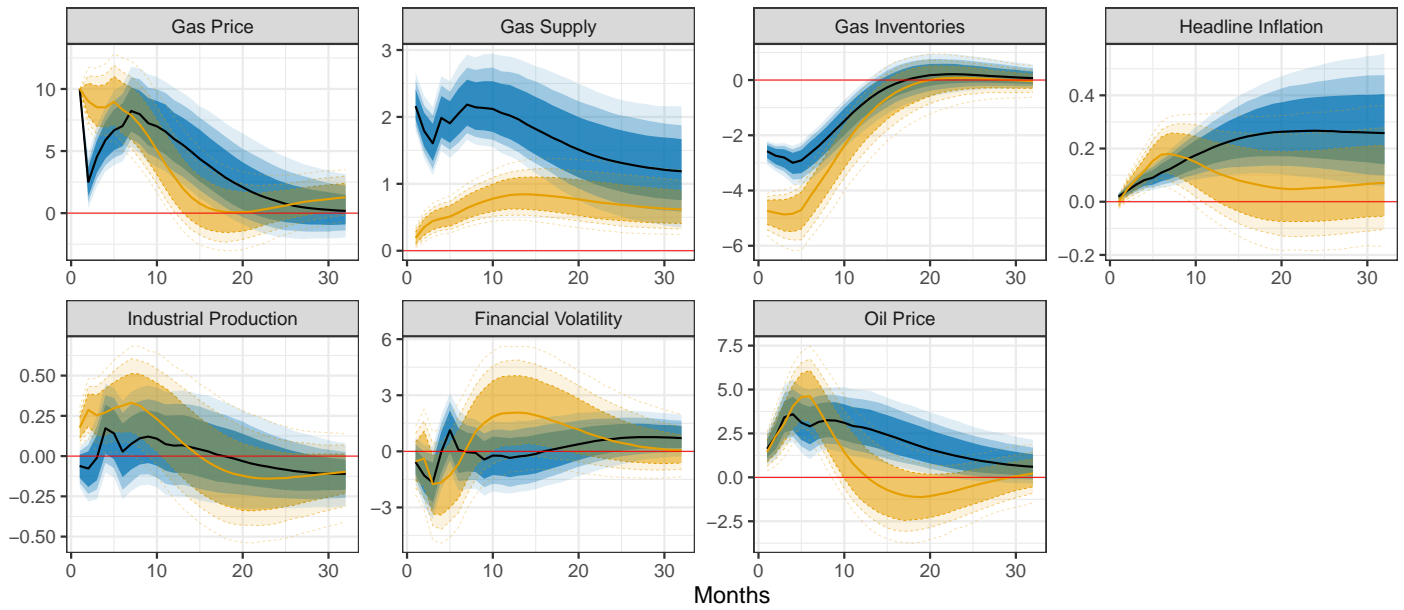 Gas Price
Gas Supply
Gas Inventories
Headline Inflation
10
5
0
0 10 20 30
3
2
1
0
0 10 20 30
0
−2
−4
−6
0 10 20 30
0.4
0.2
0.0
−0.2
0 10 20 30
Industrial Production
Financial Volatility
Oil Price
0.50
0.25
0.00
−0.25
−0.50
0 10 20 30
6
3
0
−3
0 10 20 30
7.5
5.0
2.5
0.0
−2.5
0 10 20 30
Months